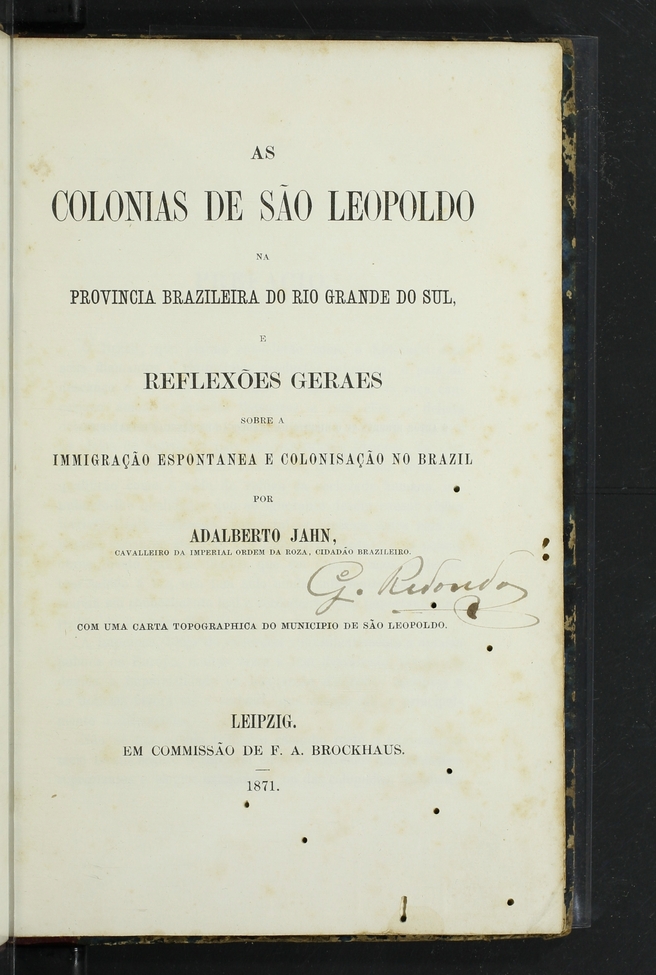 AS
COLONIAS DE SÃO LEOPOLDO
NA
PROVINCIA BRAZILEIRA DO RIO GRANDE DO SUL,
E
REFLEXÕES GERAES
SOBRE A
IMMIGRAÇÃO ESPONTANEA E COLONISAÇÃO NO BRAZIL
POR
ADALBERTO JAHN,
CAVALLEIRO DA IMPERIAL ORDEM DA ROZA, CIDADÃO BRAZILEIRO.
G. Redondo
COM UMA CARTA TOPOGRAPHICA DO MUNICIPIO DE SÃO LEOPOLDO.
LEIPZIG.
EM COMMISSÃO DE F. A. BROCKHAUS.
1871.